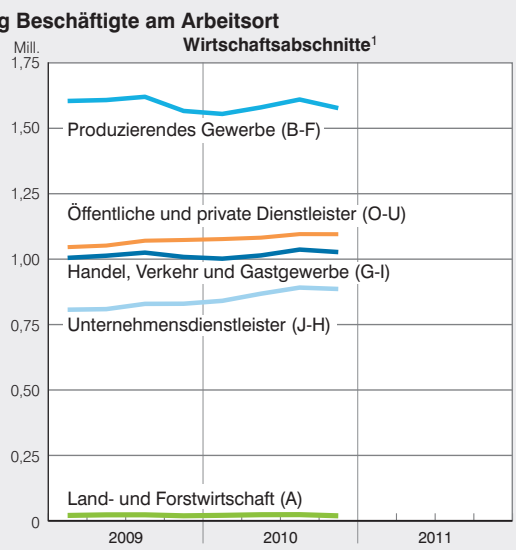 g Beschäftigte am Arbeitsort
Mill.
Wirtschaftsabschnitte¹
1,75
1,50
Produzierendes Gewerbe (B-F)
1,25
Öffentliche und private Dienstleister (O-U)
1,00
Handel, Verkehr und Gastgewerbe (G-I)
0,75
Unternehmensdienstleister (J-H)
0,50
0,25
Land- und Forstwirtschaft (A)
0
2009 2010 2011